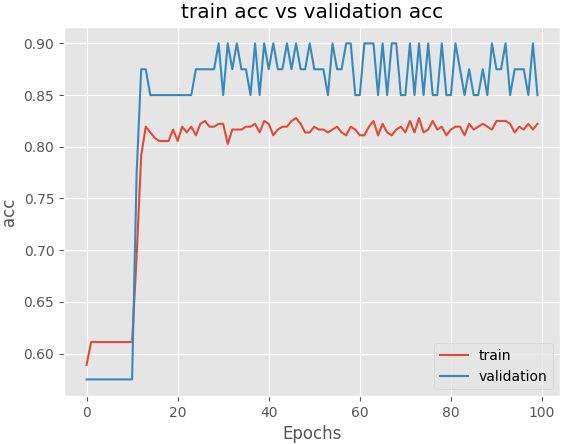 train acc vs validation acc
acc
0.90
0.85
0.80
0.75
0.70
0.65
0.60
0
20
40
60
80
100
Epochs
train
validation